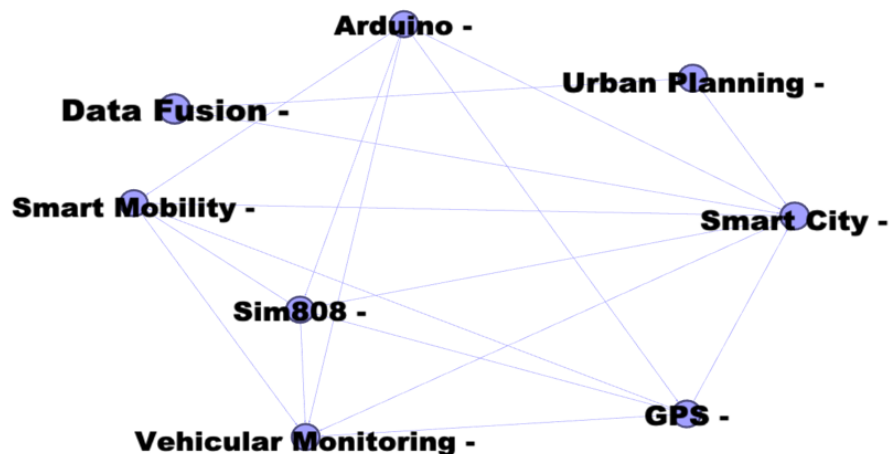 Arduino -
Urban Planning -
Data Fusion -
Smart Mobility -
Smart City -
Sim808 -
GPS -
Vehicular Monitoring -